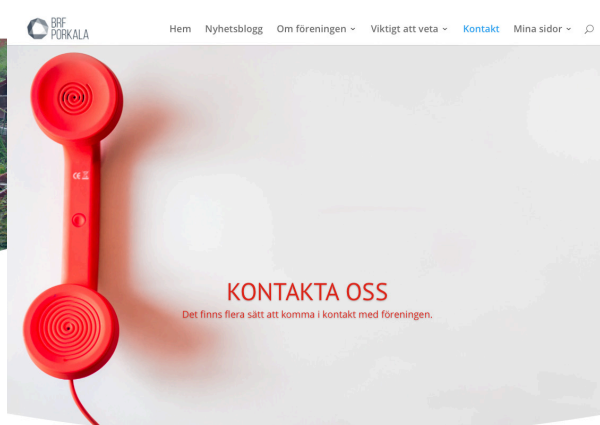 BRF
PORKALA
Hem Nyhetsblogg Om föreningen Viktigt att veta Kontakt Mina sidor
CE
KONTAKTA OSS
Det finns flera sätt att komma i kontakt med föreningen.